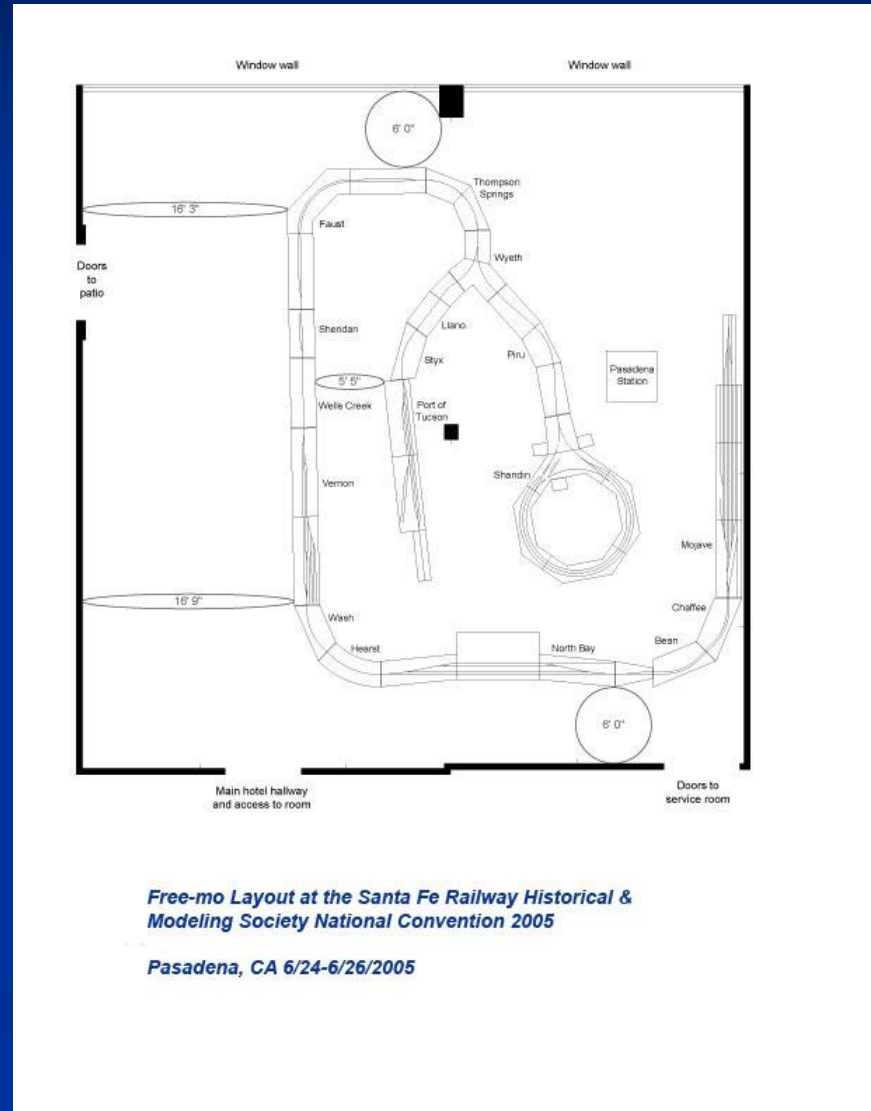 Window wall
Window wall
6' 0"
Thompson
Springs
16' 3"
Faust
Wyeth
Doors
to
patio
Sheridan
Llano
Styx
Piru
Pasadena
Station
5' 5"
Wells Creek
Port of
Tucson
Vernon
Shandin
Mojave
16' 9"
Chaffee
Wash
Bean
Hearst
North Bay
6' 0"
Main hotel hallway
and access to room
Doors to
service room
Free-mo Layout at the Santa Fe Railway Historical &
Modeling Society National Convention 2005
Pasadena, CA 6/24-6/26/2005